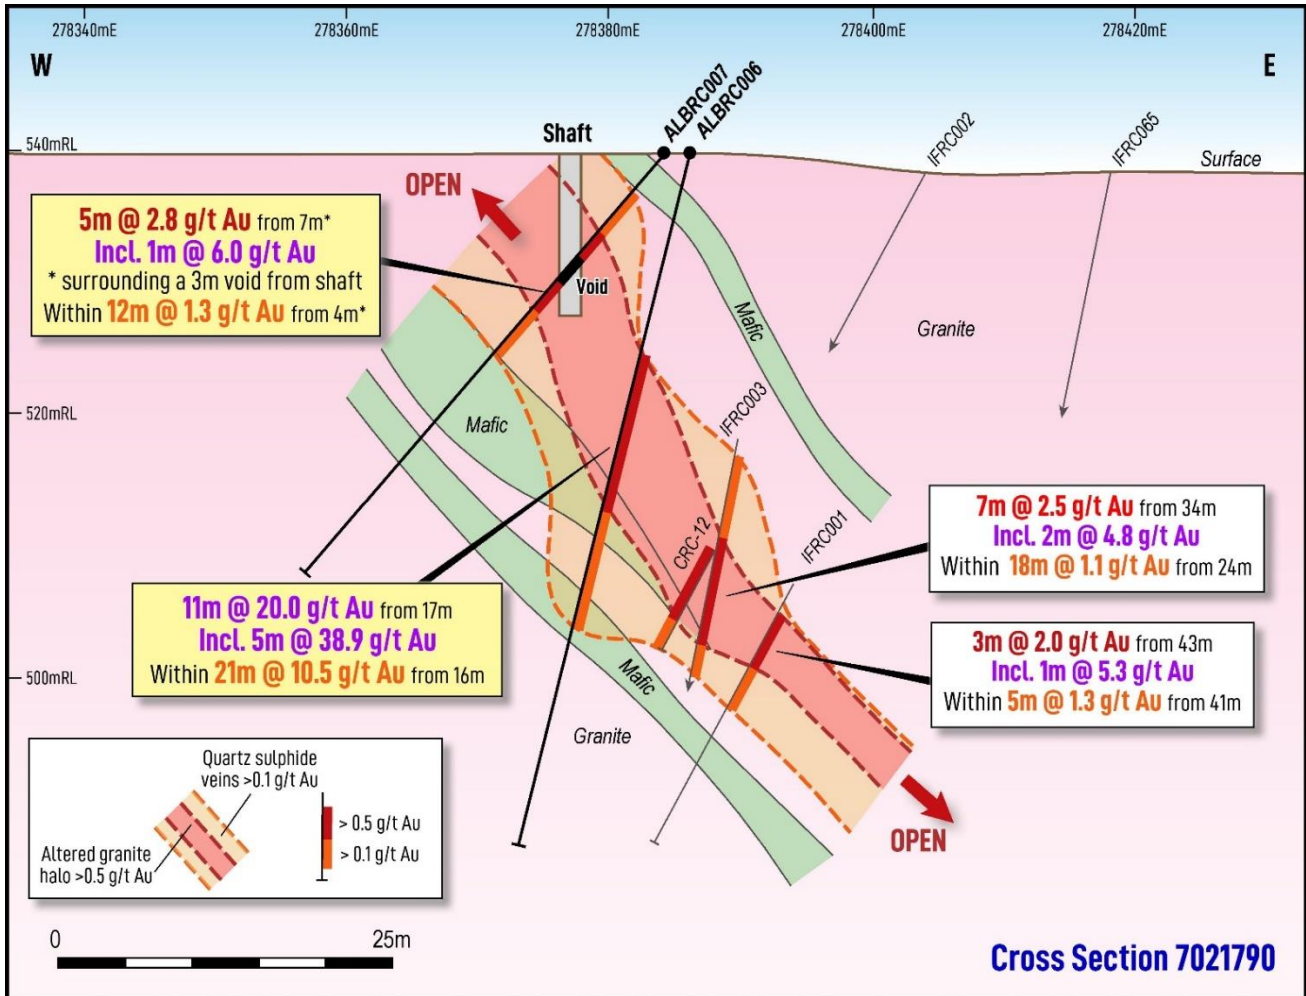 278340mE
278360mE
278380mE
278400mE
278420mE
W
E
ALBRC007
ALBRC006
Shaft
IFRC002
IFRC065
540mRL
Surface
OPEN
5m @ 2.8 g/t Au from 7m*
Incl. 1m @ 6.0 g/t Au
* surrounding a 3m void from shaft
Within 12m @ 1.3 g/t Au from 4m*
Void
Mafic
Granite
520mRL
Mafic
IFRC003
CRC-12
IFRC001
7m @ 2.5 g/t Au from 34m
Incl. 2m @ 4.8 g/t Au
Within 18m @ 1.1 g/t Au from 24m
11m @ 20.0 g/t Au from 17m
Incl. 5m @ 38.9 g/t Au
Within 21m @ 10.5 g/t Au from 16m
3m @ 2.0 g/t Au from 43m
Incl. 1m @ 5.3 g/t Au
Within 5m @ 1.3 g/t Au from 41m
500mRL
Mafic
Granite
Quartz sulphide
veins >0.1 g/t Au
> 0.5 g/t Au
> 0.1 g/t Au
Altered granite
halo >0.5 g/t Au
OPEN
0
25m
Cross Section 7021790